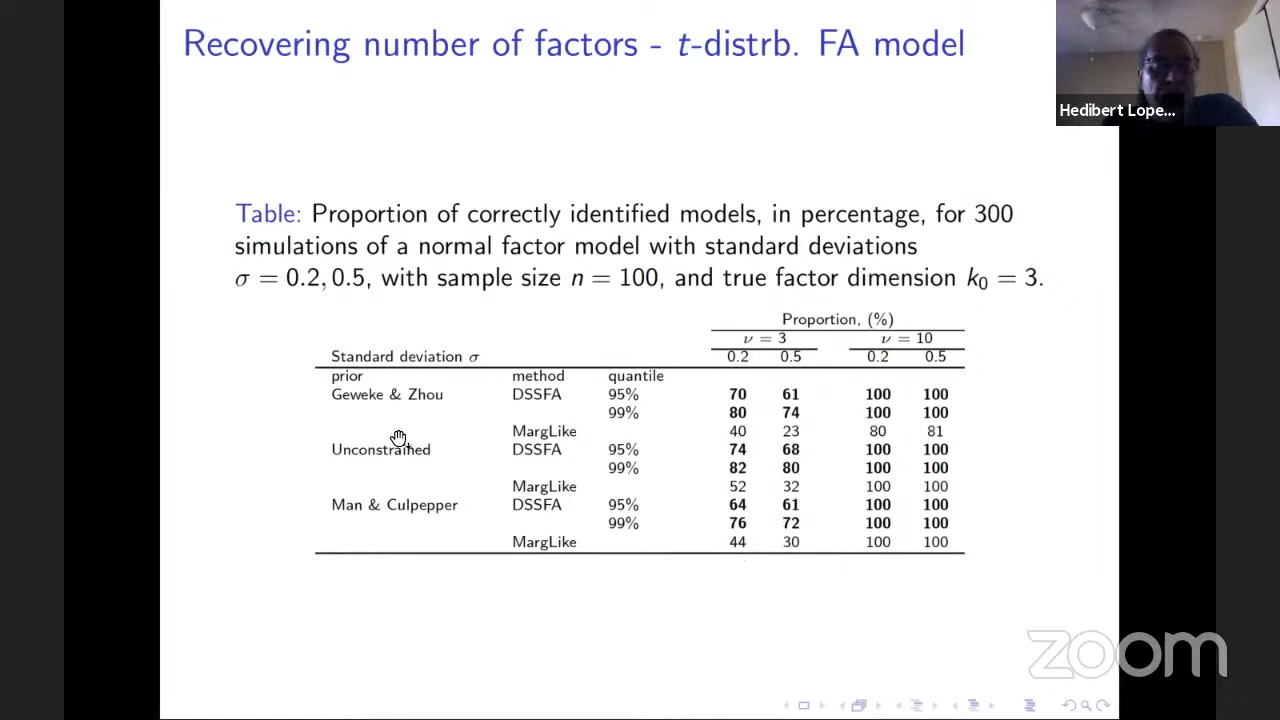 Recovering number of factors - t-distrb. FA model
Hedibert Lope...
Table: Proportion of correctly identified models, in percentage, for 300
simulations of a normal factor model with standard deviations
σ = 0.2, 0.5, with sample size n = 100, and true factor dimension k₀ = 3.
Proportion, (%)
ν = 3 ν = 10
Standard deviation σ 0.2 0.5 0.2 0.5
prior method quantile
Geweke & Zhou DSSFA 95% 70 61 100 100
99% 80 74 100 100
MargLike 40 23 80 81
Unconstrained DSSFA 95% 74 68 100 100
99% 82 80 100 100
MargLike 52 32 100 100
Man & Culpepper DSSFA 95% 64 61 100 100
99% 76 72 100 100
MargLike 44 30 100 100
zoom